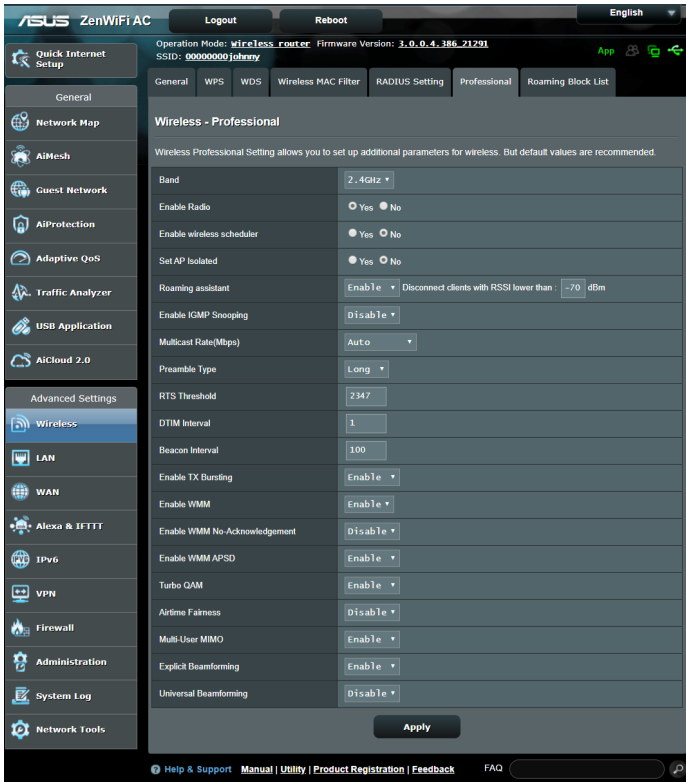 ASUS ZenWiFi AC Logout Reboot English
Operation Mode: Wireless router Firmware Version: 3.0.0.4.386_21291
SSID: 00000000johnny
App
Quick Internet
Setup
General
Network Map
AiMesh
Guest Network
AiProtection
Adaptive QoS
Traffic Analyzer
USB Application
AiCloud 2.0
Advanced Settings
Wireless
LAN
WAN
Alexa & IFTTT
IPv6
VPN
Firewall
Administration
System Log
Network Tools
General WPS WDS Wireless MAC Filter RADIUS Setting Professional Roaming Block List
Wireless - Professional
Wireless Professional Setting allows you to set up additional parameters for wireless. But default values are recommended.
Band 2.4GHz
Enable Radio Yes No
Enable wireless scheduler Yes No
Set AP Isolated Yes No
Roaming assistant Enable Disconnect clients with RSSI lower than : -70 dBm
Enable IGMP Snooping Disable
Multicast Rate(Mbps) Auto
Preamble Type Long
RTS Threshold 2347
DTIM Interval 1
Beacon Interval 100
Enable TX Bursting Enable
Enable WMM Enable
Enable WMM No-Acknowledgement Disable
Enable WMM APSD Enable
Turbo QAM Enable
Airtime Fairness Disable
Multi-User MIMO Enable
Explicit Beamforming Enable
Universal Beamforming Disable
Apply
Help & Support Manual | Utility | Product Registration | Feedback FAQ